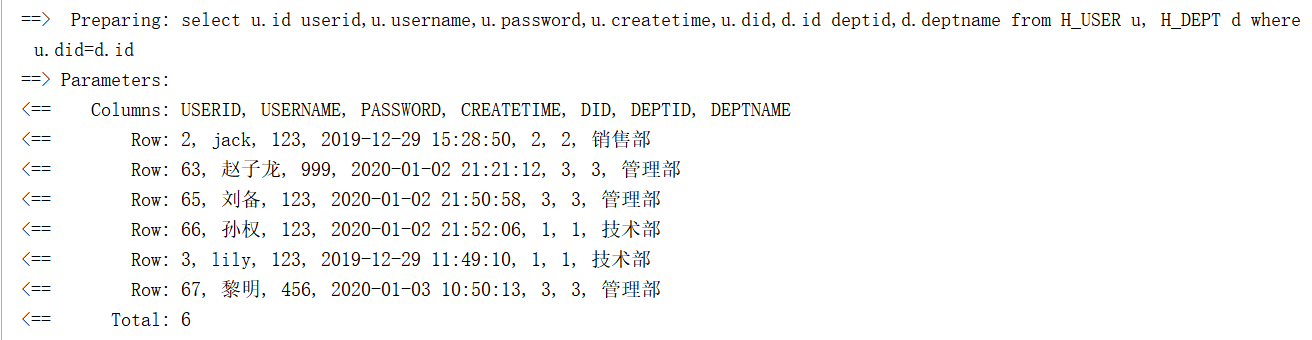 ==>  Preparing: select u.id userid,u.username,u.password,u.createtime,u.did,d.id deptid,d.deptname from H_USER u, H_DEPT d where
u.did=d.id
==> Parameters:
<==    Columns: USERID, USERNAME, PASSWORD, CREATETIME, DID, DEPTID, DEPTNAME
<==        Row: 2, jack, 123, 2019-12-29 15:28:50, 2, 2, 销售部
<==        Row: 63, 赵子龙, 999, 2020-01-02 21:21:12, 3, 3, 管理部
<==        Row: 65, 刘备, 123, 2020-01-02 21:50:58, 3, 3, 管理部
<==        Row: 66, 孙权, 123, 2020-01-02 21:52:06, 1, 1, 技术部
<==        Row: 3, lily, 123, 2019-12-29 11:49:10, 1, 1, 技术部
<==        Row: 67, 黎明, 456, 2020-01-03 10:50:13, 3, 3, 管理部
<==      Total: 6